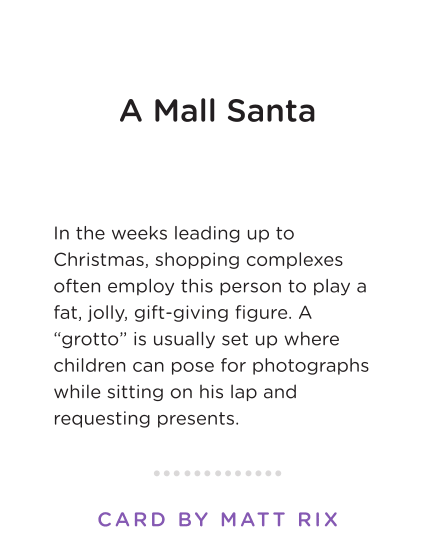 A Mall Santa
In the weeks leading up to
Christmas, shopping complexes
often employ this person to play a
fat, jolly, gift-giving figure. A
“grotto” is usually set up where
children can pose for photographs
while sitting on his lap and
requesting presents.
CARD BY MATT RIX